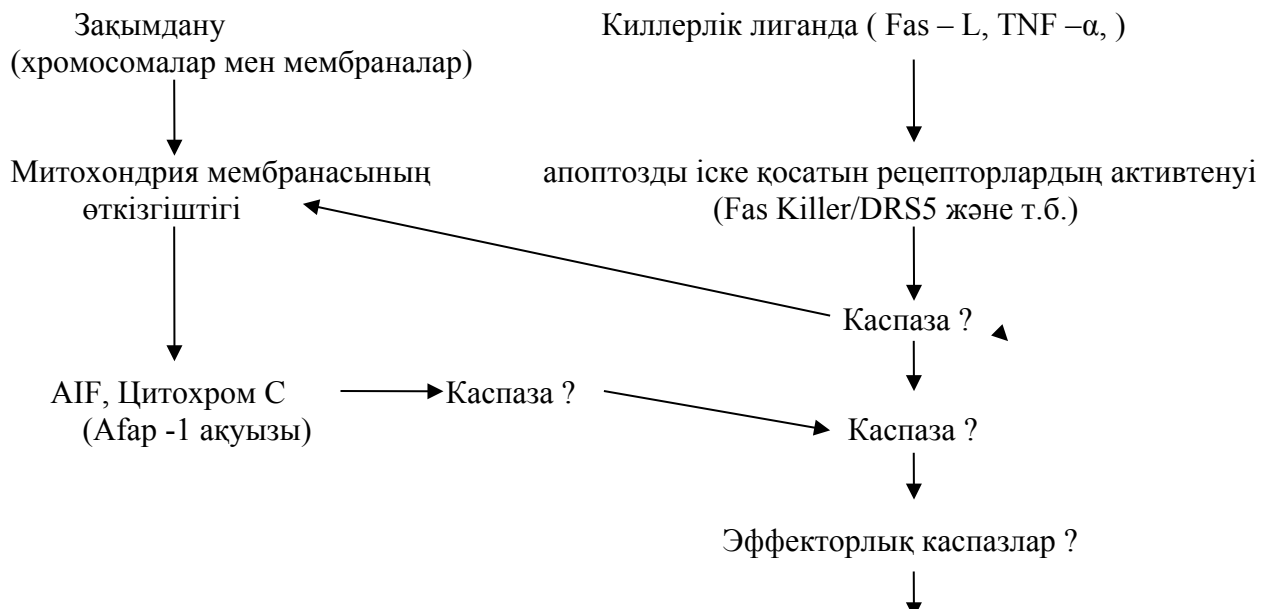 Зақымдану
(хромосомалар мен мембраналар)
Киллерлік лиганда ( Fas – L, TNF –α, )
Митохондрия мембранасының
өткізгіштігі
апоптозды іске қосатын рецепторлардың активтенуі
(Fas Killer/DRS5 және т.б.)
Каспаза ?
AIF, Цитохром С
(Afap -1 ақуызы)
Каспаза ?
Каспаза ?
Эффекторлық каспазлар ?